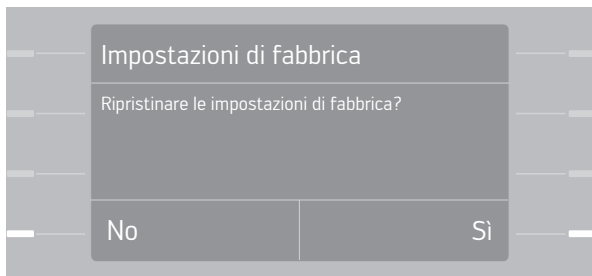 Impostazioni di fabbrica
Ripristinare le impostazioni di fabbrica?
No
Sì